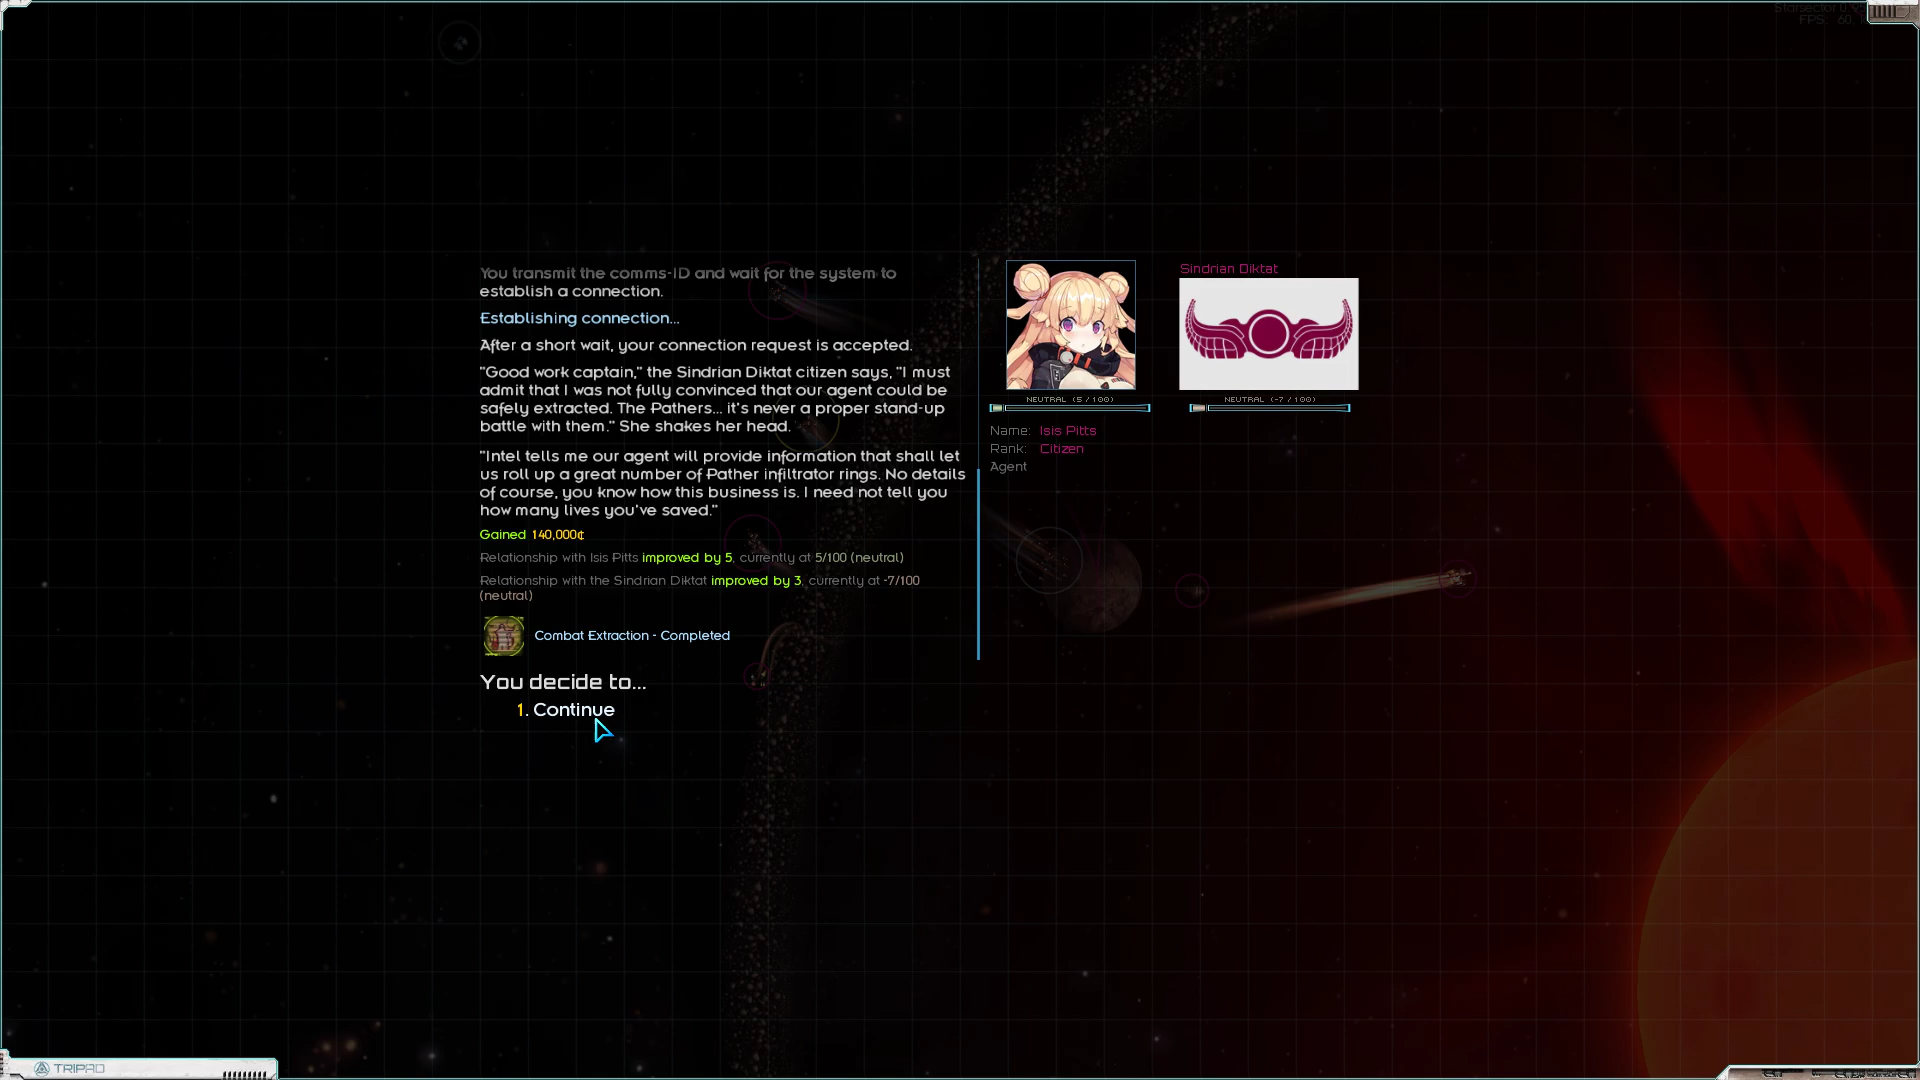 Starsector 0.95
FPS: 60.
You transmit the comms-ID and wait for the system to
establish a connection.
Establishing connection...
After a short wait, your connection request is accepted.
"Good work captain," the Sindrian Diktat citizen says, "I must
admit that I was not fully convinced that our agent could be
safely extracted. The Pathers... it's never a proper stand-up
battle with them." She shakes her head.
"Intel tells me our agent will provide information that shall let
us roll up a great number of Pather infiltrator rings. No details
of course, you know how this business is. I need not tell you
how many lives you've saved."
Gained 140,000¢
Relationship with Isis Pitts improved by 5, currently at 5/100 (neutral)
Relationship with the Sindrian Diktat improved by 3, currently at -7/100
(neutral)
Combat Extraction - Completed
You decide to...
1. Continue
NEUTRAL (5 / 100)
Name: Isis Pitts
Rank: Citizen
Agent
Sindrian Diktat
NEUTRAL (-7 / 100)
TRIPAD